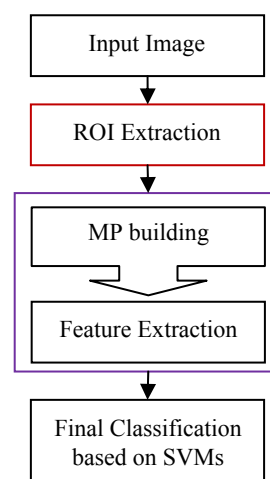 Input Image
ROI Extraction
MP building
Feature Extraction
Final Classification
based on SVMs